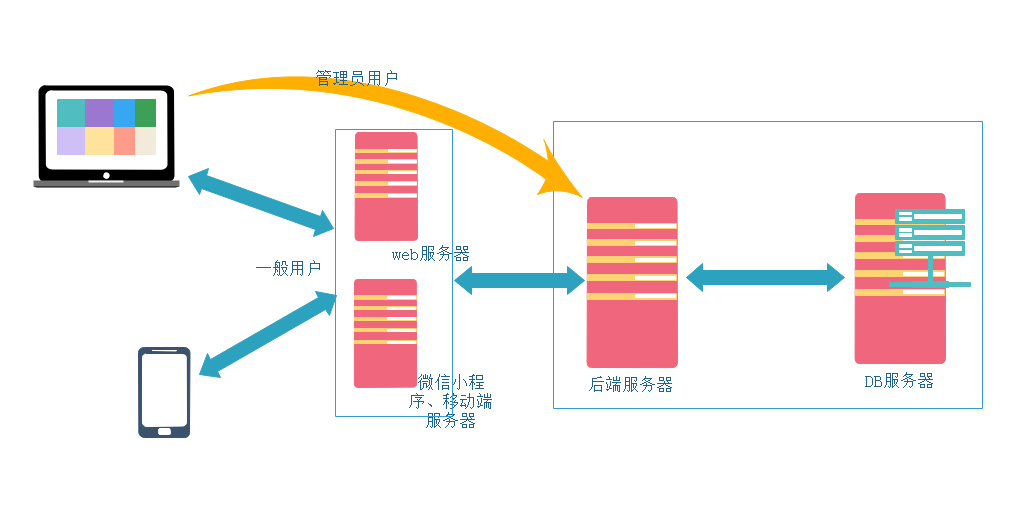 管理员用户
web服务器
一般用户
微信小程
序、移动端
服务器
后端服务器
DB服务器